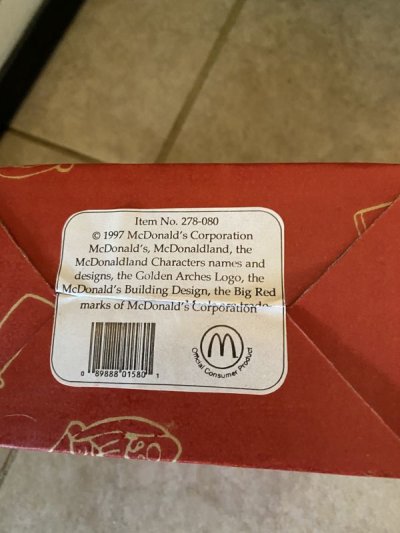 Item No. 278-080
© 1997 McDonald's Corporation
McDonald's, McDonaldland, the
McDonaldland Characters names and
designs, the Golden Arches Logo, the
McDonald's Building Design, the Big Red
marks of McDonald's Corporation
Official Consumer Product
0 89888 01580 1